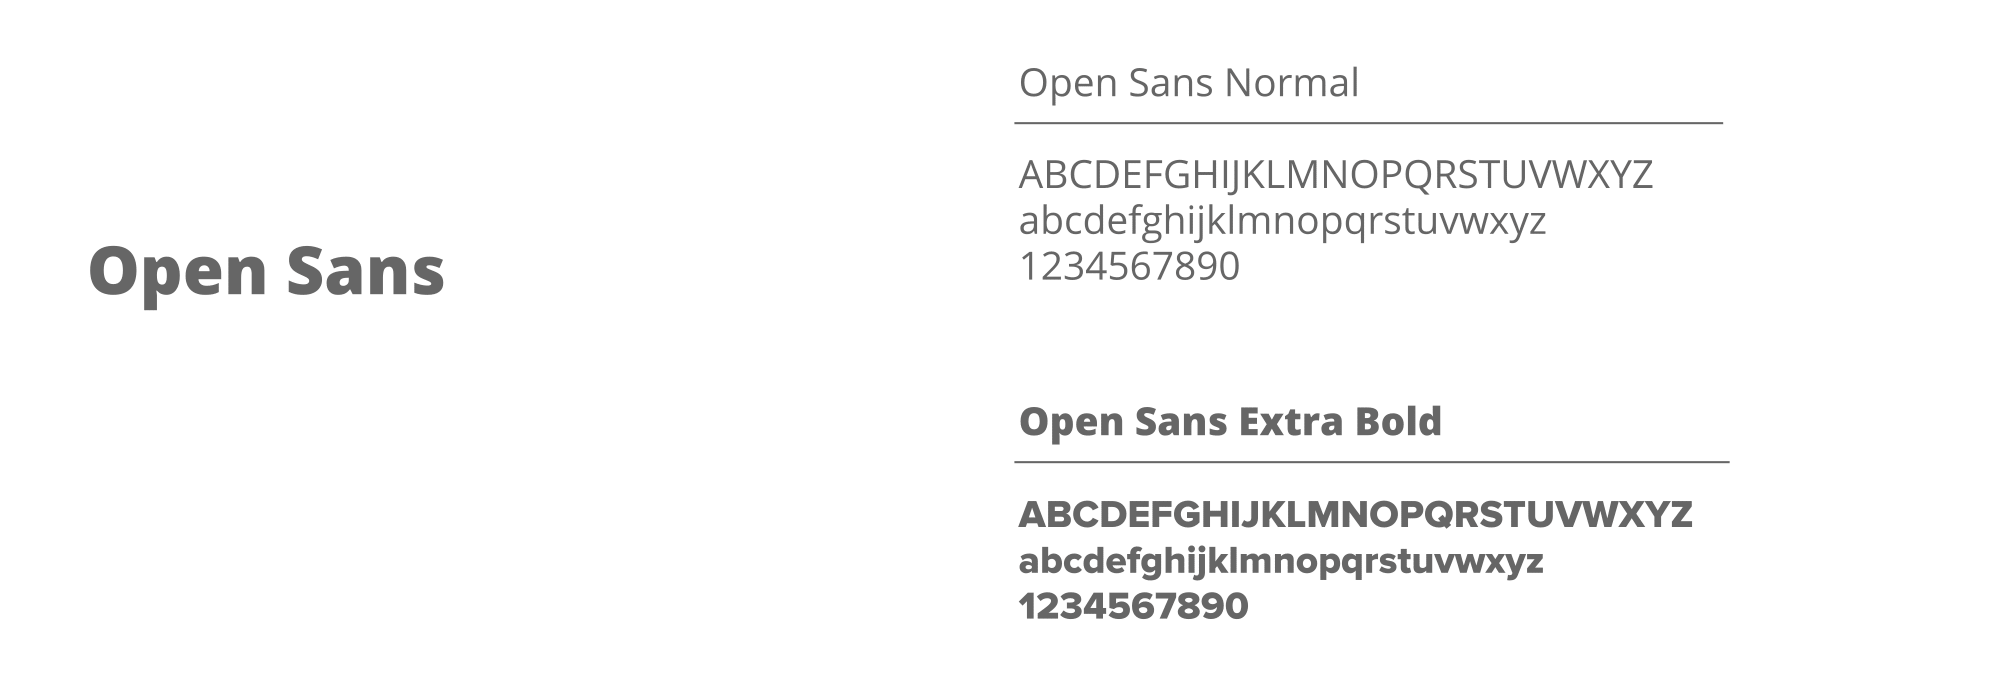 Open Sans
Open Sans Normal
ABCDEFGHIJKLMNOPQRSTUVWXYZ
abcdefghijklmnopqrstuvwxyz
1234567890
Open Sans Extra Bold
ABCDEFGHIJKLMNOPQRSTUVWXYZ
abcdefghijklmnopqrstuvwxyz
1234567890